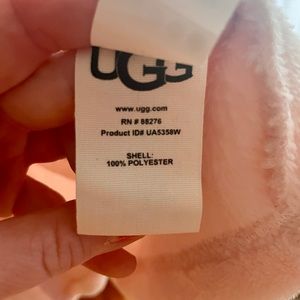 UGG
www.ugg.com
RN # 88276
Product ID# UA5358W
SHELL:
100% POLYESTER